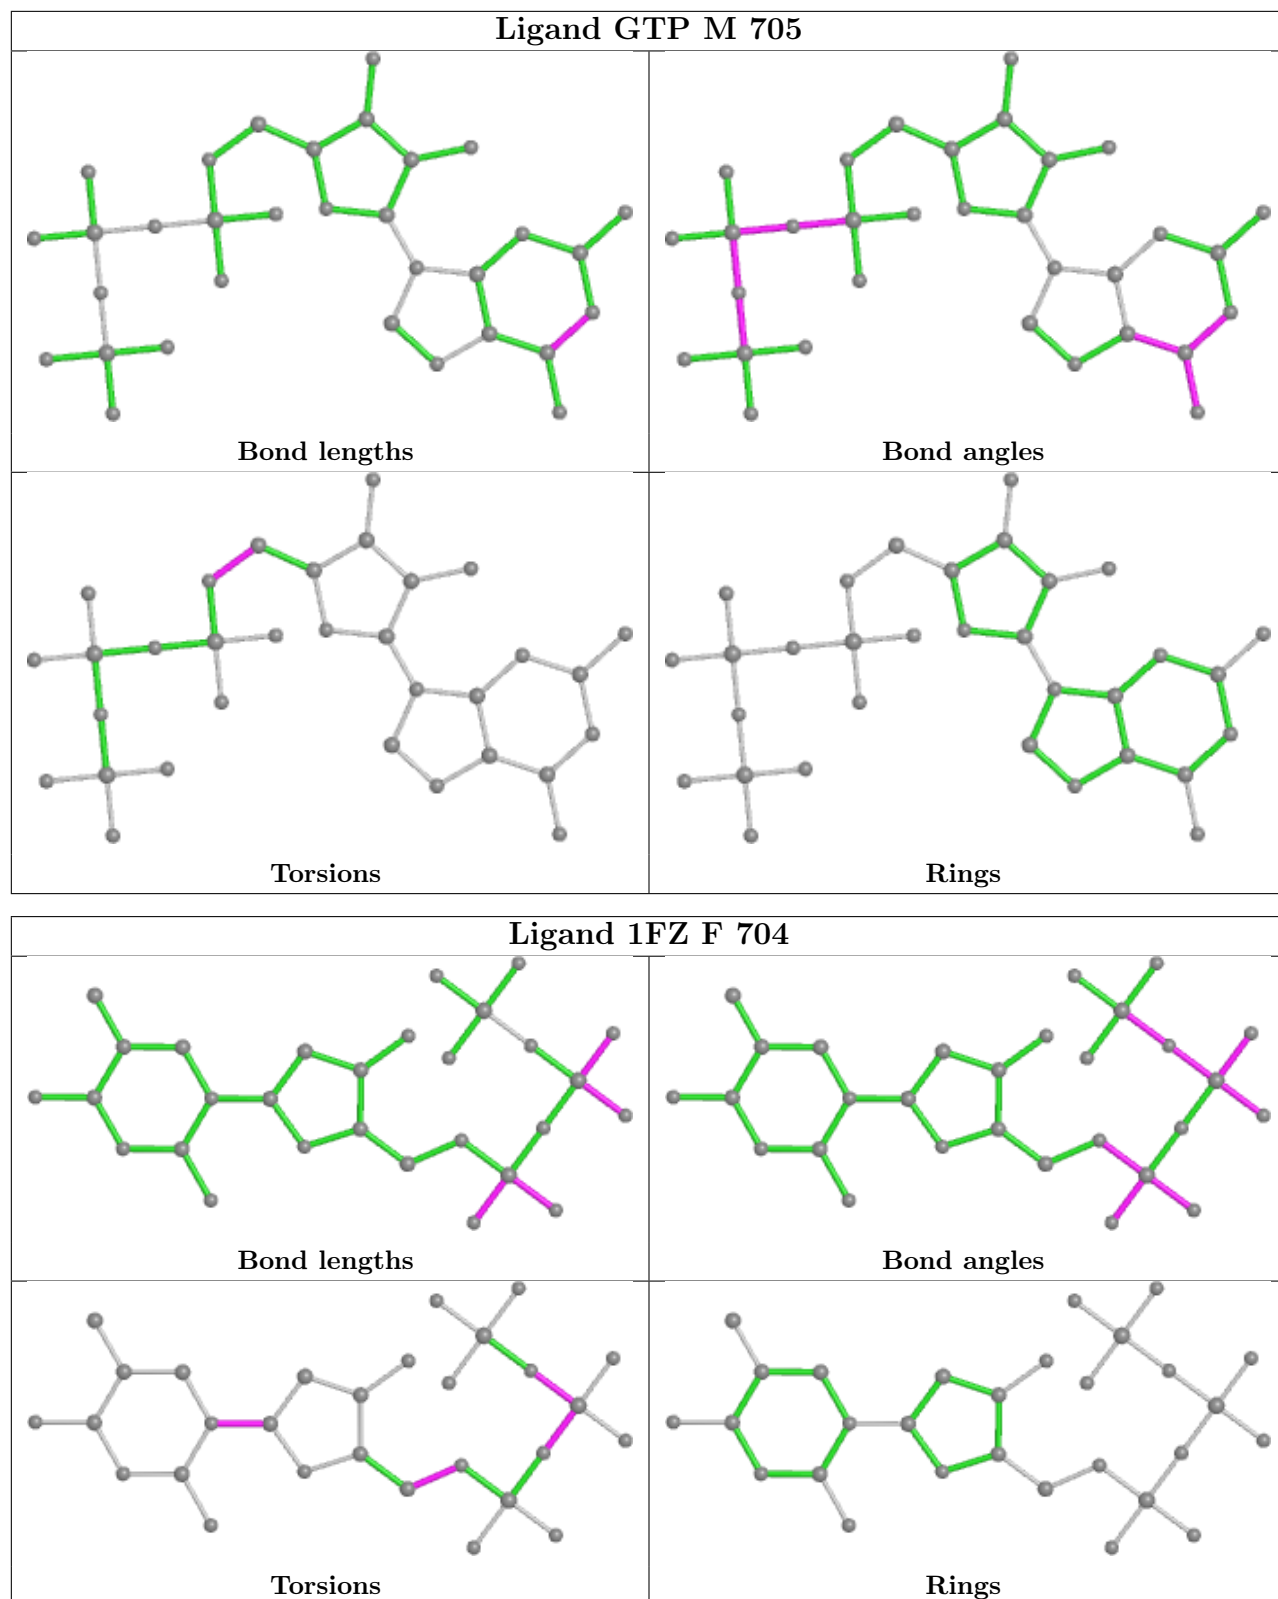 Ligand GTP M 705
Bond lengths
Bond angles
Torsions
Rings
Ligand 1FZ F 704
Bond lengths
Bond angles
Torsions
Rings